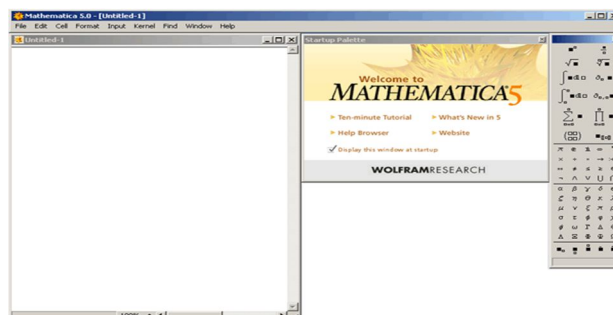 Mathematica 5.0 - [Untitled-1]
File Edit Cell Format Input Kernel Find Window Help
Untitled-1
Startup Palette
Welcome to
MATHEMATICA 5
Ten-minute Tutorial
What's New in 5
Help Browser
Website
Display this window at startup
WOLFRAMRESEARCH
100%